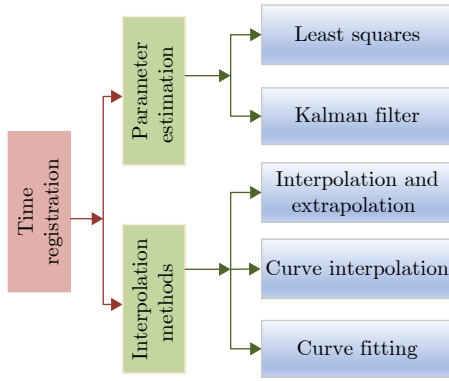 Time
registration
Parameter
estimation
Interpolation
methods
Least squares
Kalman filter
Interpolation and
extrapolation
Curve interpolation
Curve fitting